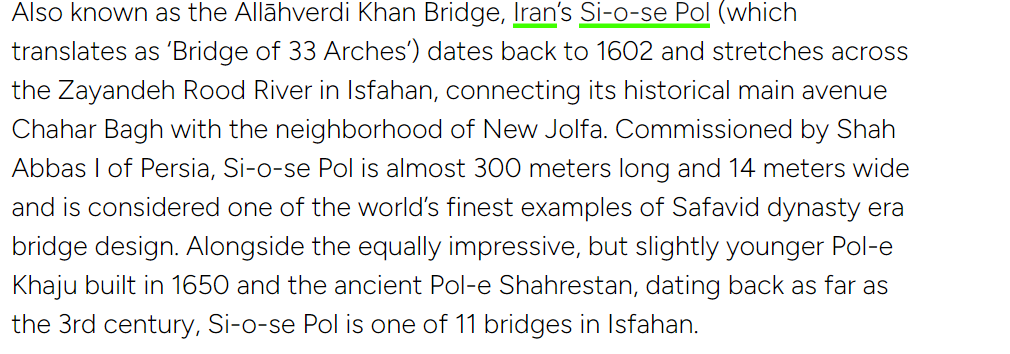 Also known as the Allāhverdi Khan Bridge, Iran's Si-o-se Pol (which
translates as ‘Bridge of 33 Arches’) dates back to 1602 and stretches across
the Zayandeh Rood River in Isfahan, connecting its historical main avenue
Chahar Bagh with the neighborhood of New Jolfa. Commissioned by Shah
Abbas I of Persia, Si-o-se Pol is almost 300 meters long and 14 meters wide
and is considered one of the world’s finest examples of Safavid dynasty era
bridge design. Alongside the equally impressive, but slightly younger Pol-e
Khaju built in 1650 and the ancient Pol-e Shahrestan, dating back as far as
the 3rd century, Si-o-se Pol is one of 11 bridges in Isfahan.